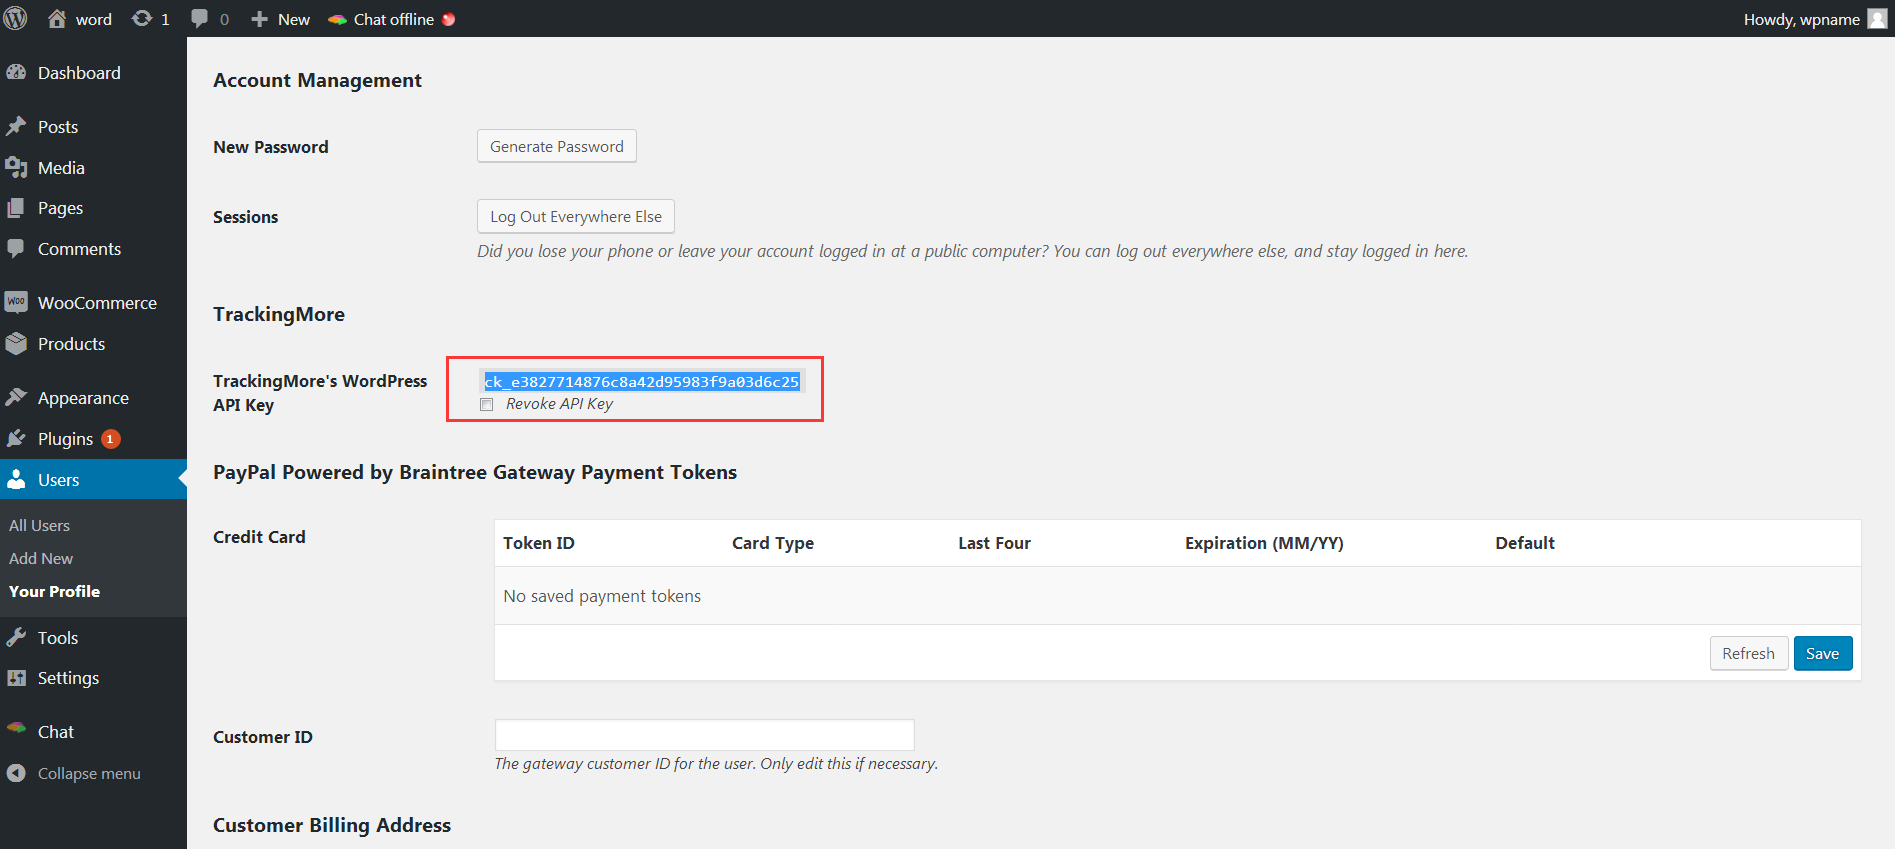 word 1 0 New Chat offline Howdy, wpname
Dashboard
Posts
Media
Pages
Comments
Woo WooCommerce
Products
Appearance
Plugins 1
Users
All Users
Add New
Your Profile
Tools
Settings
Chat
Collapse menu
Account Management
New Password Generate Password
Sessions Log Out Everywhere Else
Did you lose your phone or leave your account logged in at a public computer? You can log out everywhere else, and stay logged in here.
TrackingMore
TrackingMore's WordPress
API Key
ck_e3827714876c8a42d95983f9a03d6c25
Revoke API Key
PayPal Powered by Braintree Gateway Payment Tokens
Credit Card
Token ID Card Type Last Four Expiration (MM/YY) Default
No saved payment tokens
Refresh Save
Customer ID
The gateway customer ID for the user. Only edit this if necessary.
Customer Billing Address